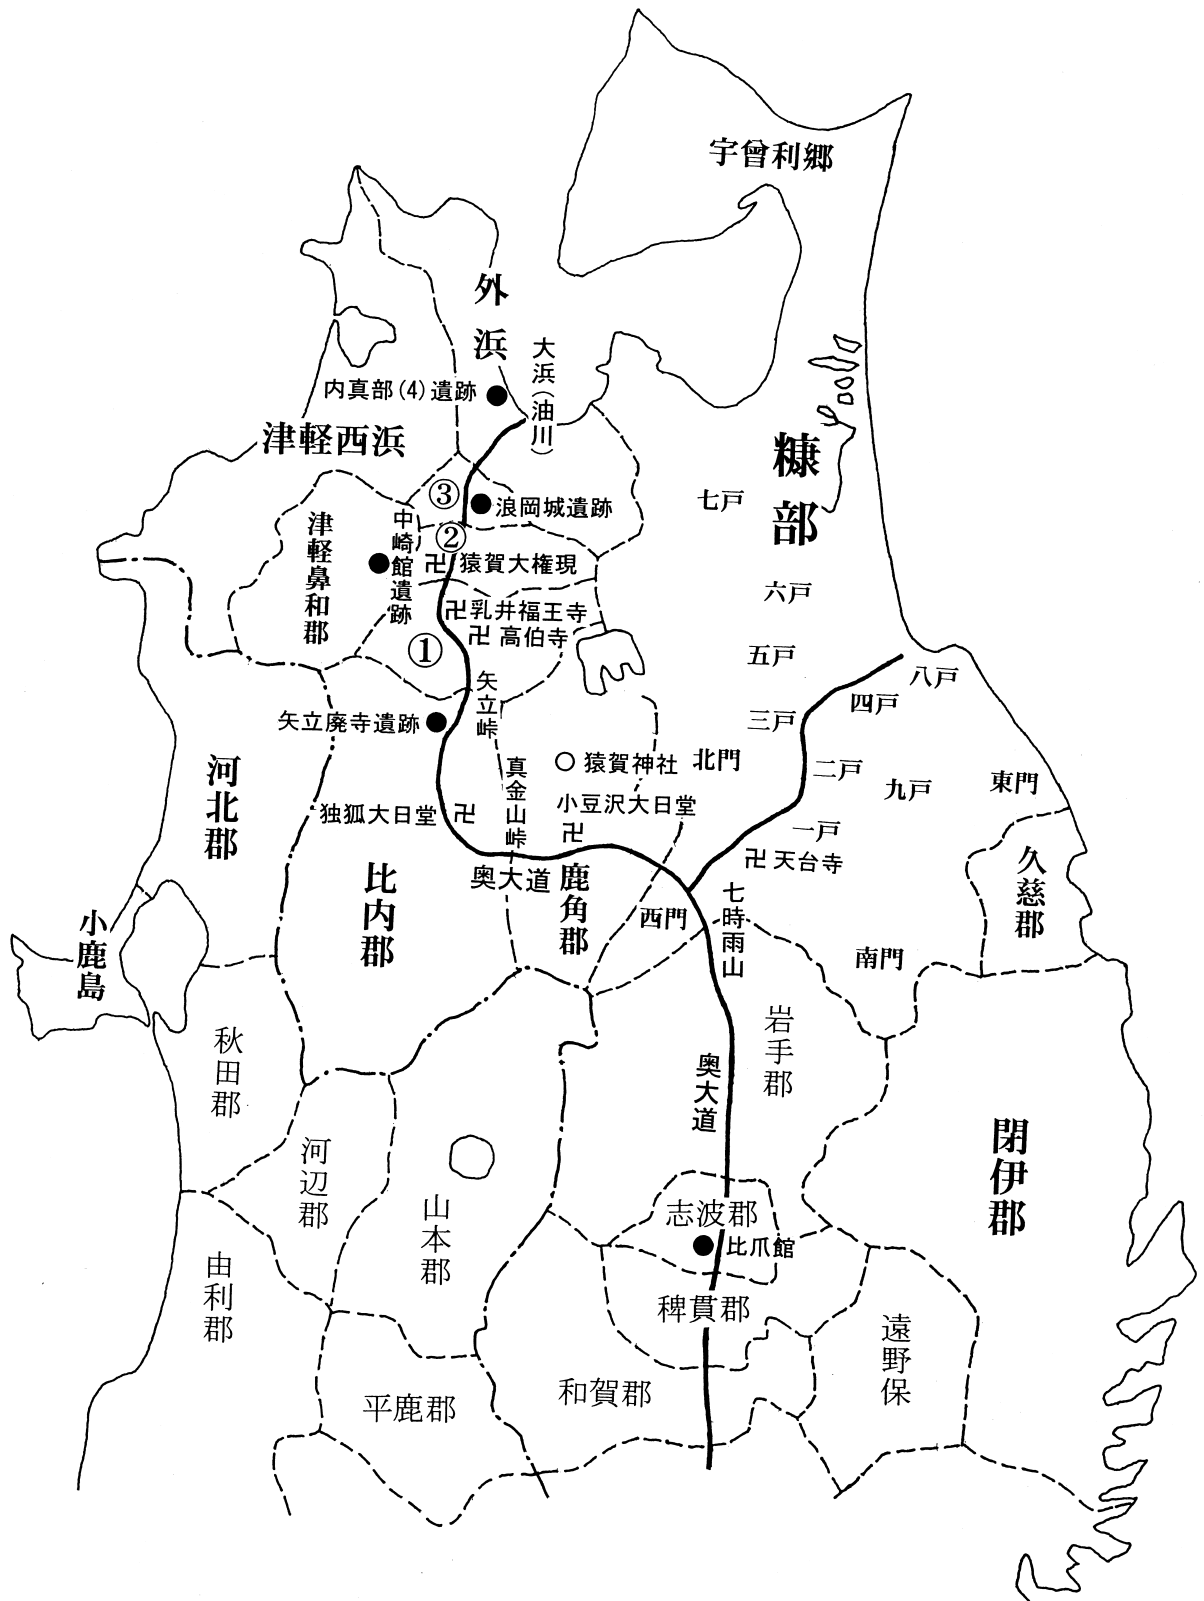 宇曾利郷
外浜
大浜(油川)
内真部(4)遺跡
津軽西浜
糠部
七戸
③
浪岡城遺跡
中崎館遺跡
②
津軽鼻和郡
卍 猿賀大権現
六戸
卍乳井福王寺
卍 高伯寺
①
五戸
八戸
四戸
矢立峠
三戸
矢立廃寺遺跡
猿賀神社
北門
真金山峠
二戸
九戸
東門
河北郡
小豆沢大日堂
卍
独狐大日堂 卍
一戸
卍 天台寺
久慈郡
比内郡
奥大道
鹿角郡
七時雨山
西門
小鹿島
南門
秋田郡
岩手郡
奥大道
閉伊郡
河辺郡
山本郡
志波郡
比爪館
由利郡
稗貫郡
遠野保
平鹿郡
和賀郡